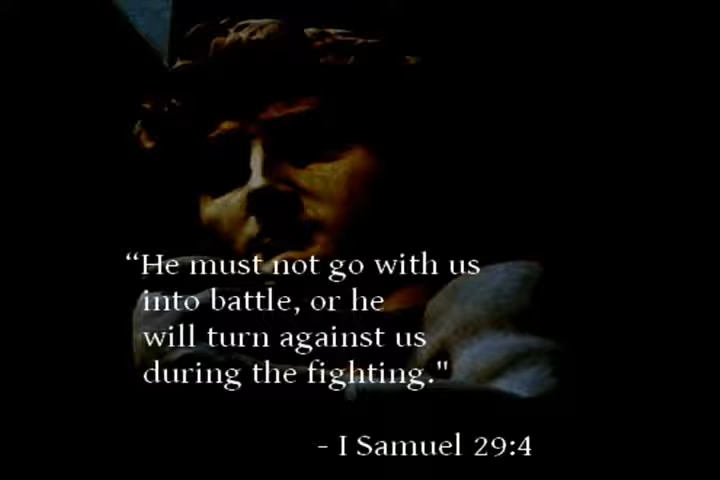 “He must not go with us
into battle, or he
will turn against us
during the fighting."
- I Samuel 29:4